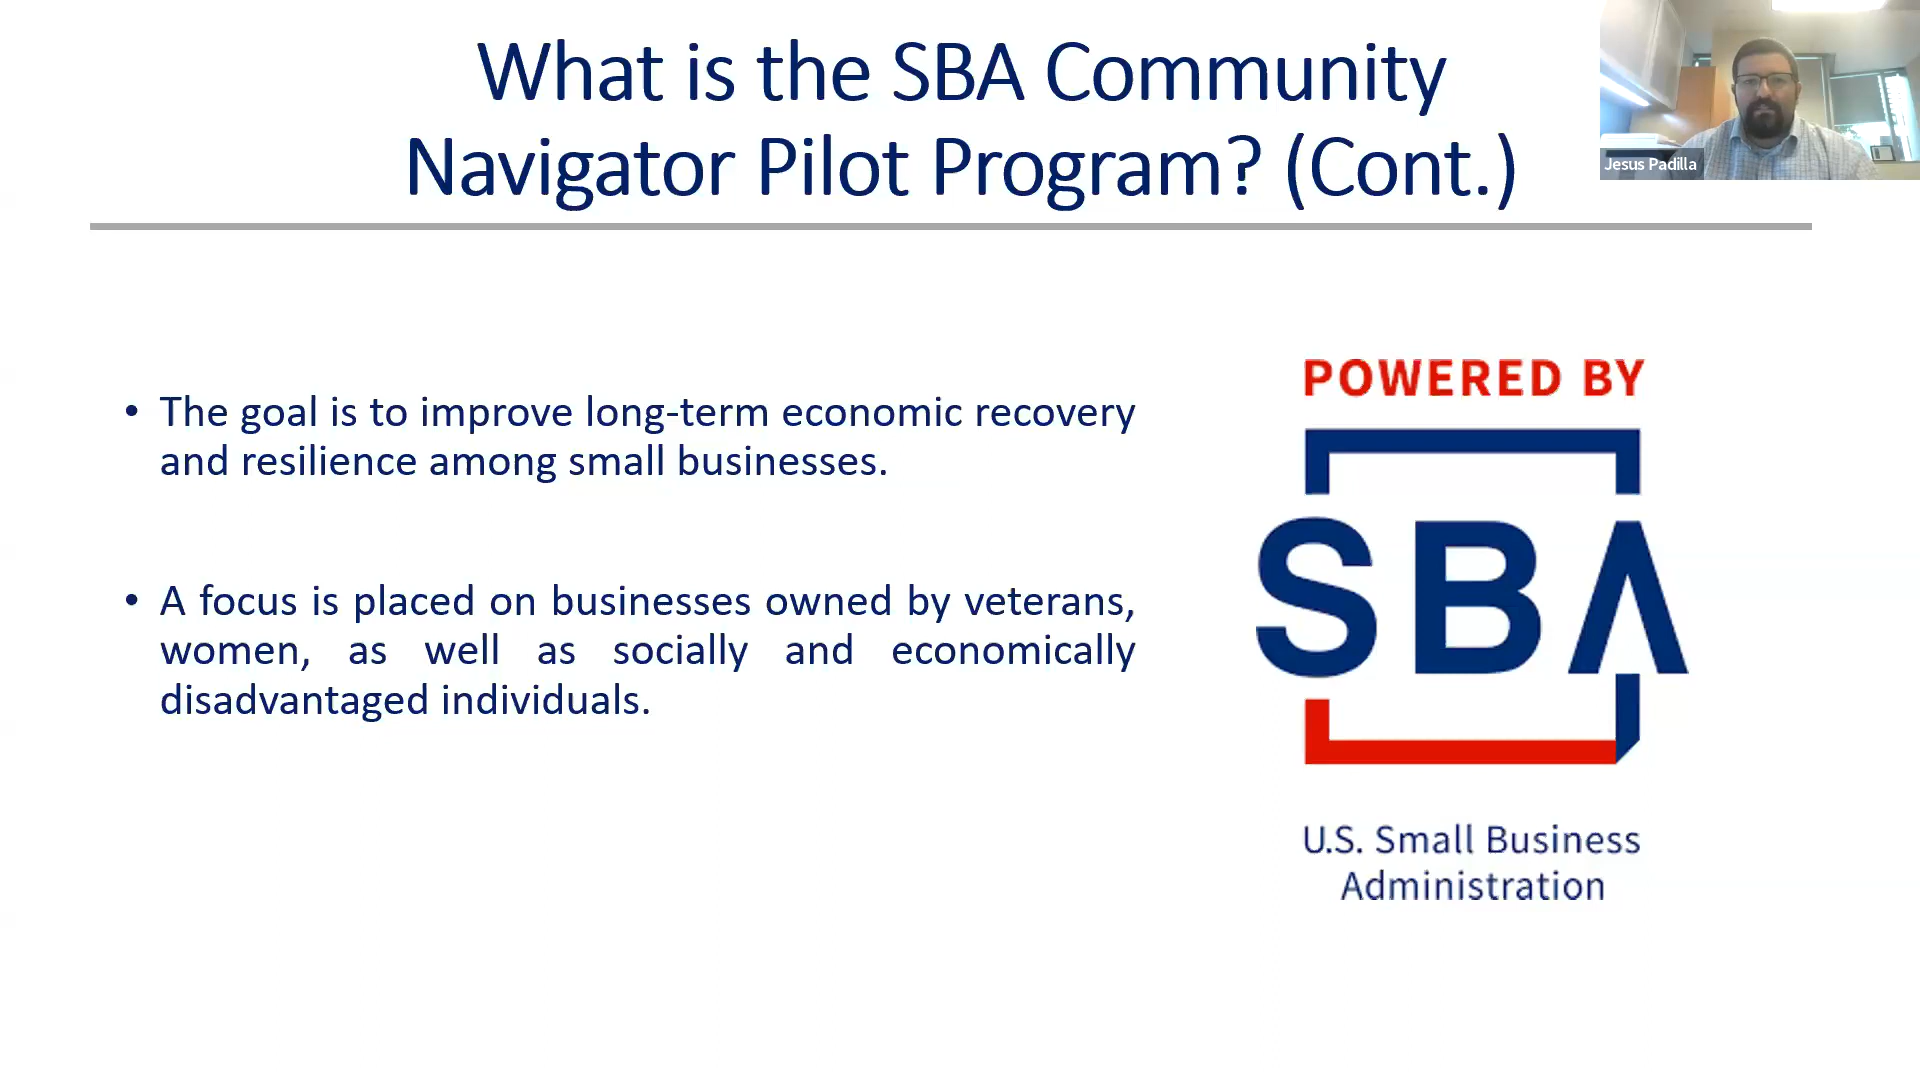 What is the SBA Community
Navigator Pilot Program? (Cont.)
Jesus Padilla
• The goal is to improve long-term economic recovery
and resilience among small businesses.
• A focus is placed on businesses owned by veterans,
women, as well as socially and economically
disadvantaged individuals.
POWERED BY
SBA
U.S. Small Business
Administration